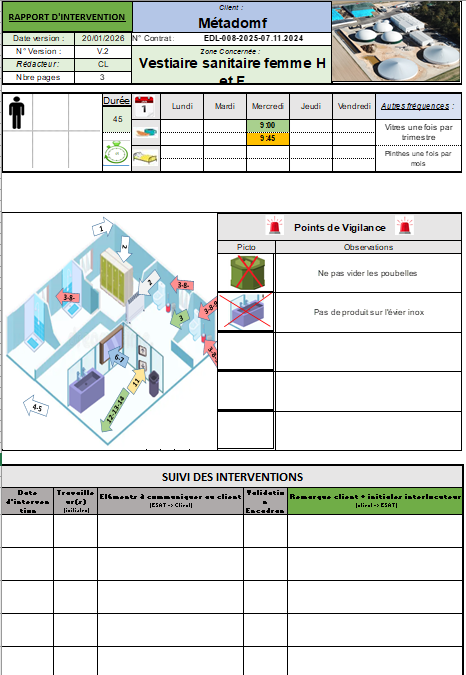 RAPPORT D'INTERVENTION
Client :
Métadomf
Date version : 20/01/2026
N° Contrat : EDL-008-2025-07.11.2024
N° Version : V.2
Zone Concernée :
Rédacteur : CL
Vestiaire sanitaire femme H
et F
Nbre pages 3
Durée
1
Lundi Mardi Mercredi Jeudi Vendredi
Autres fréquences :
45
9:00
Vitres une fois par
trimestre
9:45
Plinthes une fois par
mois
Points de Vigilance
Picto Observations
Ne pas vider les poubelles
Pas de produit sur l'évier inox
1
2
2
3-8-
3-8-
3
6-7
11
12-13-14
4-5
SUIVI DES INTERVENTIONS
Date
d'interven
tion
Travaille
ur(s)
(initiales)
Eléments à communiquer au client
(ESAT -> Client)
Validatio
n
Encadran
Remarque client + initiales interlocuteur
(client -> ESAT)